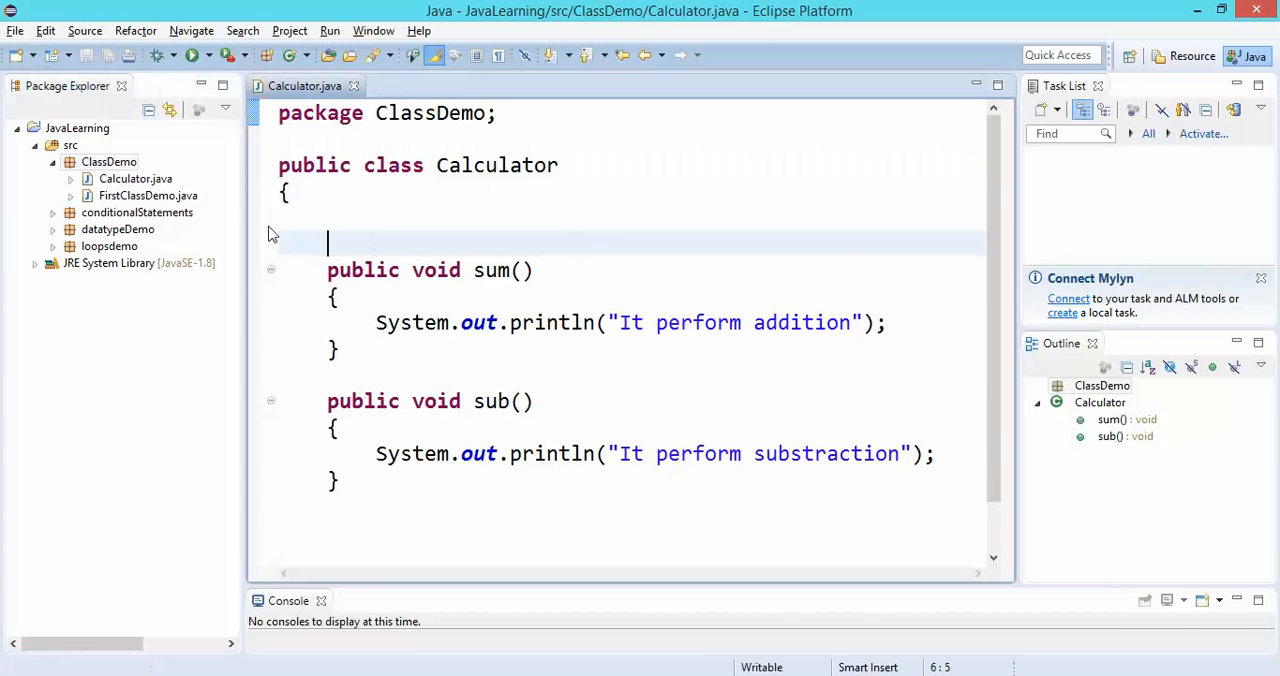 Java - JavaLearning/src/ClassDemo/Calculator.java - Eclipse Platform
File Edit Source Refactor Navigate Search Project Run Window Help
Quick Access Resource Java
Package Explorer
JavaLearning
src
ClassDemo
Calculator.java
FirstClassDemo.java
conditionalStatements
datatypeDemo
loopsdemo
JRE System Library [JavaSE-1.8]
Calculator.java
package ClassDemo;
public class Calculator
{
public void sum()
{
System.out.println("It perform addition");
}
public void sub()
{
System.out.println("It perform substraction");
}
Task List
Find All Activate...
Connect Mylyn
Connect to your task and ALM tools or
create a local task.
Outline
ClassDemo
Calculator
sum() : void
sub() : void
Console
No consoles to display at this time.
Writable Smart Insert 6 : 5